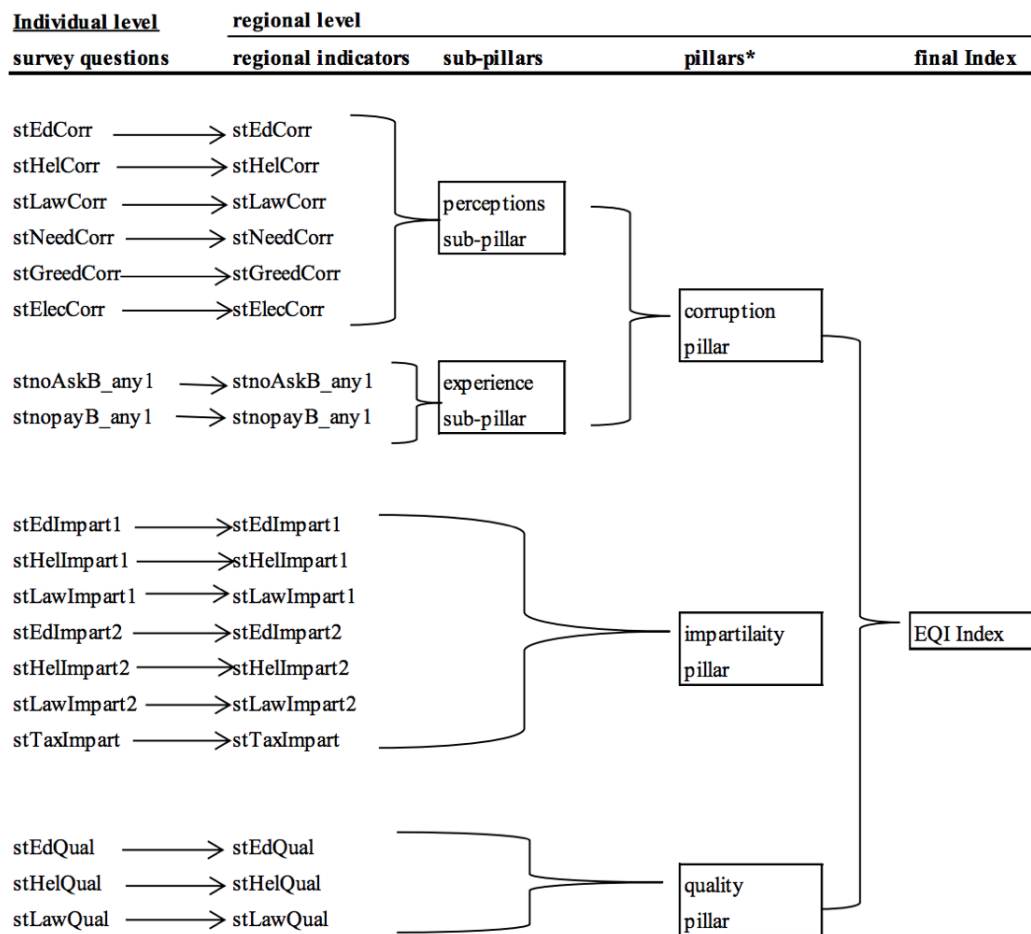 Individual level regional level
survey questions regional indicators sub-pillars pillars* final Index
stEdCorr stEdCorr
stHelCorr stHelCorr
stLawCorr stLawCorr perceptions
stNeedCorr stNeedCorr sub-pillar
stGreedCorr stGreedCorr
stElecCorr stElecCorr corruption
pillar
stnoAskB_any1 stnoAskB_any1 experience
stnopayB_any1 stnopayB_any1 sub-pillar
stEdImpart1 stEdImpart1
stHelImpart1 stHelImpart1
stLawImpart1 stLawImpart1
stEdImpart2 stEdImpart2 impartilaity EQI Index
stHelImpart2 stHelImpart2 pillar
stLawImpart2 stLawImpart2
stTaxImpart stTaxImpart
stEdQual stEdQual
stHelQual stHelQual quality
stLawQual stLawQual pillar